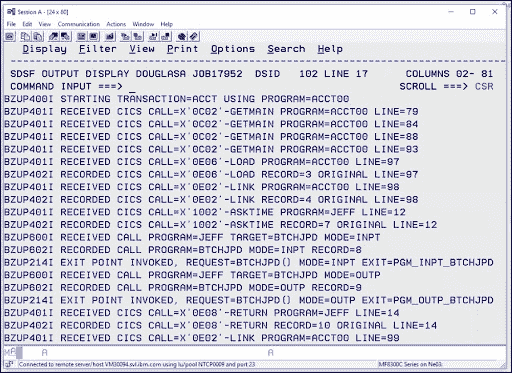 Session A - [24 x 80]
File Edit View Communication Actions Window Help
Display Filter View Print Options Search Help
SDSF OUTPUT DISPLAY DOUGLASA JOB17952 DSID 102 LINE 17 COLUMNS 02- 81
COMMAND INPUT ===> SCROLL ===> CSR
BZUP400I STARTING TRANSACTION=ACCT USING PROGRAM=ACCT00
BZUP401I RECEIVED CICS CALL=X'0C02'-GETMAIN PROGRAM=ACCT00 LINE=79
BZUP401I RECEIVED CICS CALL=X'0C02'-GETMAIN PROGRAM=ACCT00 LINE=84
BZUP401I RECEIVED CICS CALL=X'0C02'-GETMAIN PROGRAM=ACCT00 LINE=88
BZUP401I RECEIVED CICS CALL=X'0C02'-GETMAIN PROGRAM=ACCT00 LINE=93
BZUP401I RECEIVED CICS CALL=X'0E06'-LOAD PROGRAM=ACCT00 LINE=97
BZUP402I RECORDED CICS CALL=X'0E06'-LOAD RECORD=3 ORIGINAL LINE=97
BZUP401I RECEIVED CICS CALL=X'0E02'-LINK PROGRAM=ACCT00 LINE=98
BZUP402I RECORDED CICS CALL=X'0E02'-LINK RECORD=4 ORIGINAL LINE=98
BZUP401I RECEIVED CICS CALL=X'1002'-ASKTIME PROGRAM=JEFF LINE=12
BZUP402I RECORDED CICS CALL=X'1002'-ASKTIME RECORD=7 ORIGINAL LINE=12
BZUP600I RECEIVED CALL PROGRAM=JEFF TARGET=BTCHJPD MODE=INPT
BZUP602I RECORDED CALL PROGRAM=BTCHJPD MODE=INPT RECORD=8
BZUP214I EXIT POINT INVOKED, REQUEST=BTCHJPD() MODE=INPT EXIT=PGM_INPT_BTCHJPD
BZUP600I RECEIVED CALL PROGRAM=JEFF TARGET=BTCHJPD MODE=OUTP
BZUP602I RECORDED CALL PROGRAM=BTCHJPD MODE=OUTP RECORD=9
BZUP214I EXIT POINT INVOKED, REQUEST=BTCHJPD() MODE=OUTP EXIT=PGM_OUTP_BTCHJPD
BZUP401I RECEIVED CICS CALL=X'0E08'-RETURN PROGRAM=JEFF LINE=14
BZUP402I RECORDED CICS CALL=X'0E08'-RETURN RECORD=10 ORIGINAL LINE=14
BZUP401I RECEIVED CICS CALL=X'0E02'-LINK PROGRAM=ACCT00 LINE=99
MA A A
Connected to remote server/host VM30094.svl.ibm.com using lu/pool NTCP0009 and port 23 MF8300C Series on Ne03: